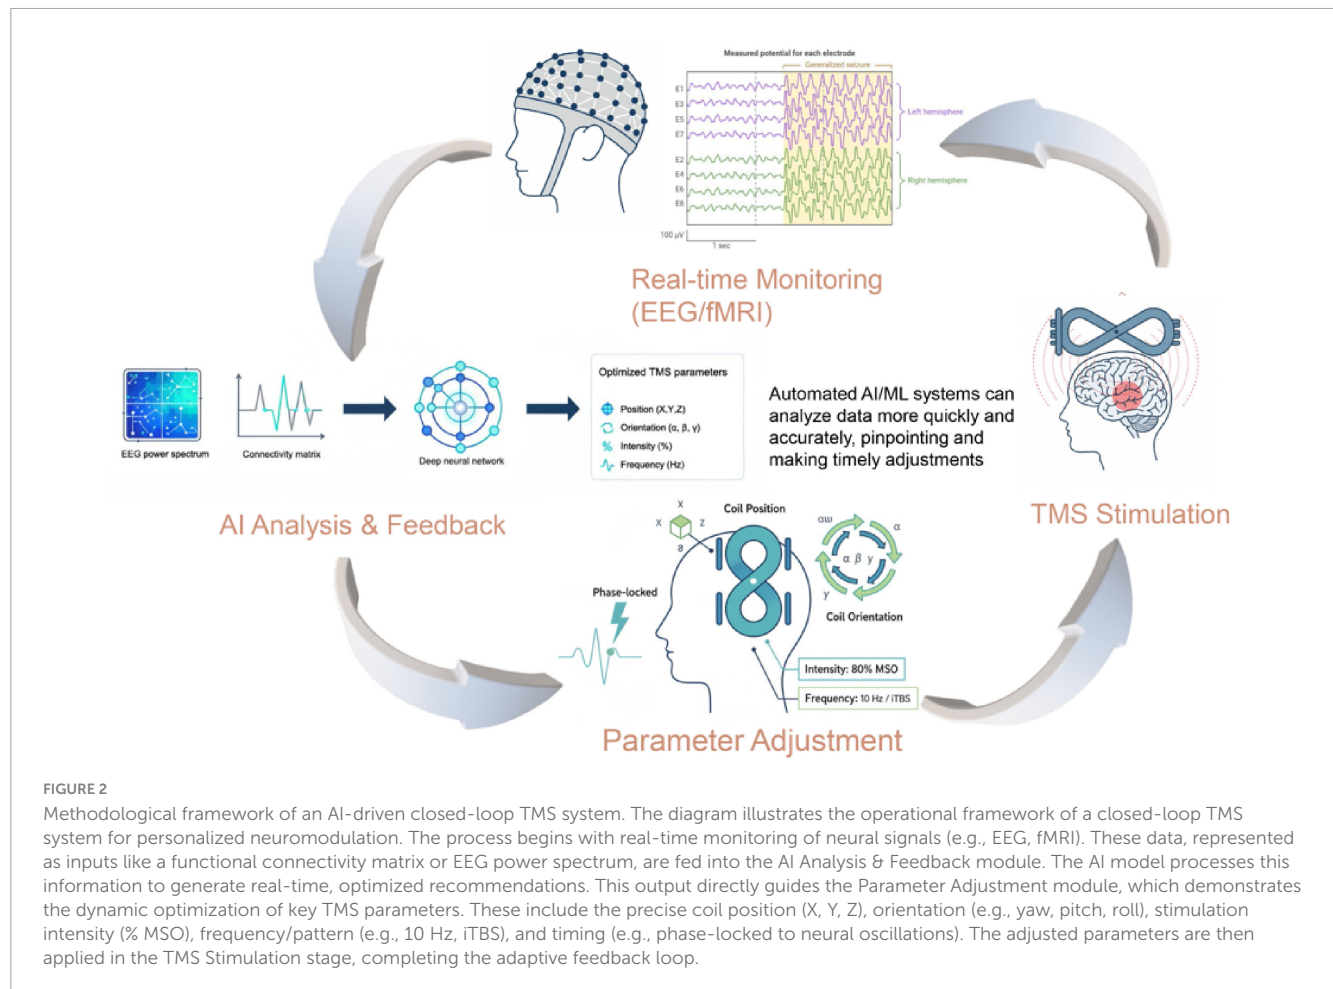 Measured potential for each electrode
Generalized seizure
E1
E3
E5
E7
Left hemisphere
E2
E4
E6
E8
Right hemisphere
100 µV
1 sec
Real-time Monitoring
(EEG/fMRI)
EEG power spectrum
Connectivity matrix
Deep neural network
Optimized TMS parameters
Position (X,Y,Z)
Orientation (α, β, γ)
Intensity (%)
Frequency (Hz)
Automated AI/ML systems can
analyze data more quickly and
accurately, pinpointing and
making timely adjustments
AI Analysis & Feedback
TMS Stimulation
Coil Position
X
X
Z
8
αω
α
α β γ
γ
Coil Orientation
Phase-locked
Intensity: 80% MSO
Frequency: 10 Hz / iTBS
Parameter Adjustment
FIGURE 2
Methodological framework of an AI-driven closed-loop TMS system. The diagram illustrates the operational framework of a closed-loop TMS
system for personalized neuromodulation. The process begins with real-time monitoring of neural signals (e.g., EEG, fMRI). These data, represented
as inputs like a functional connectivity matrix or EEG power spectrum, are fed into the AI Analysis & Feedback module. The AI model processes this
information to generate real-time, optimized recommendations. This output directly guides the Parameter Adjustment module, which demonstrates
the dynamic optimization of key TMS parameters. These include the precise coil position (X, Y, Z), orientation (e.g., yaw, pitch, roll), stimulation
intensity (% MSO), frequency/pattern (e.g., 10 Hz, iTBS), and timing (e.g., phase-locked to neural oscillations). The adjusted parameters are then
applied in the TMS Stimulation stage, completing the adaptive feedback loop.